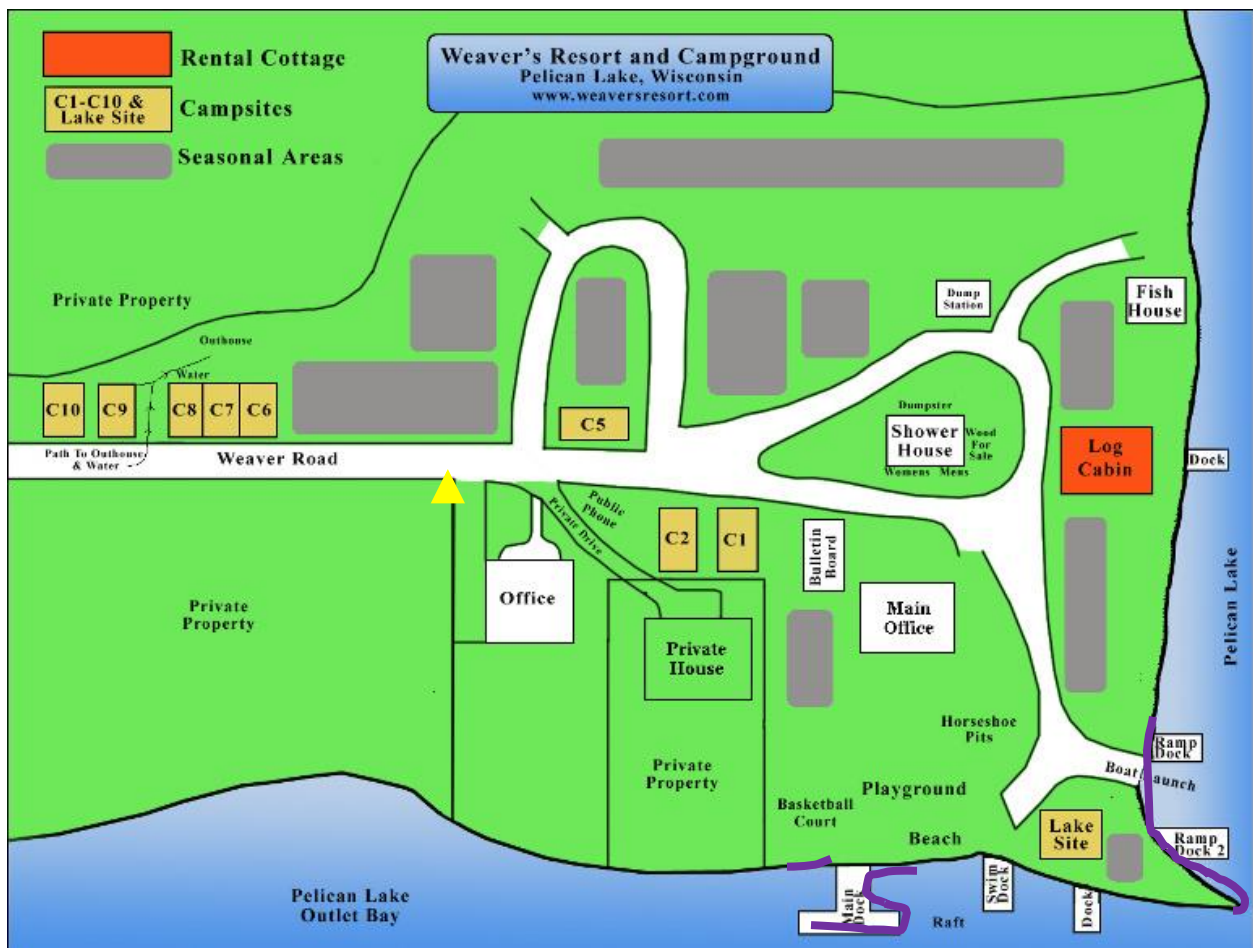 Weaver's Resort and Campground
Pelican Lake, Wisconsin
www.weaversresort.com
Rental Cottage
C1-C10 &
Lake Site
Campsites
Seasonal Areas
Private Property
Outhouse
Water
C10
C9
C8
C7
C6
Path To Outhouse
& Water
Weaver Road
C5
Dump
Station
Fish
House
Dumpster
Shower
House
Wood
For
Sale
Womens Mens
Log
Cabin
Dock
Public
Phone
Private Drive
C2
C1
Bulletin
Board
Office
Main
Office
Private
House
Private
Property
Pelican Lake
Horseshoe
Pits
Ramp
Dock
Boat Launch
Private
Property
Playground
Basketball
Court
Beach
Lake
Site
Ramp
Dock 2
Pelican Lake
Outlet Bay
Main
Dock
Raft
Swim
Dock
Dock